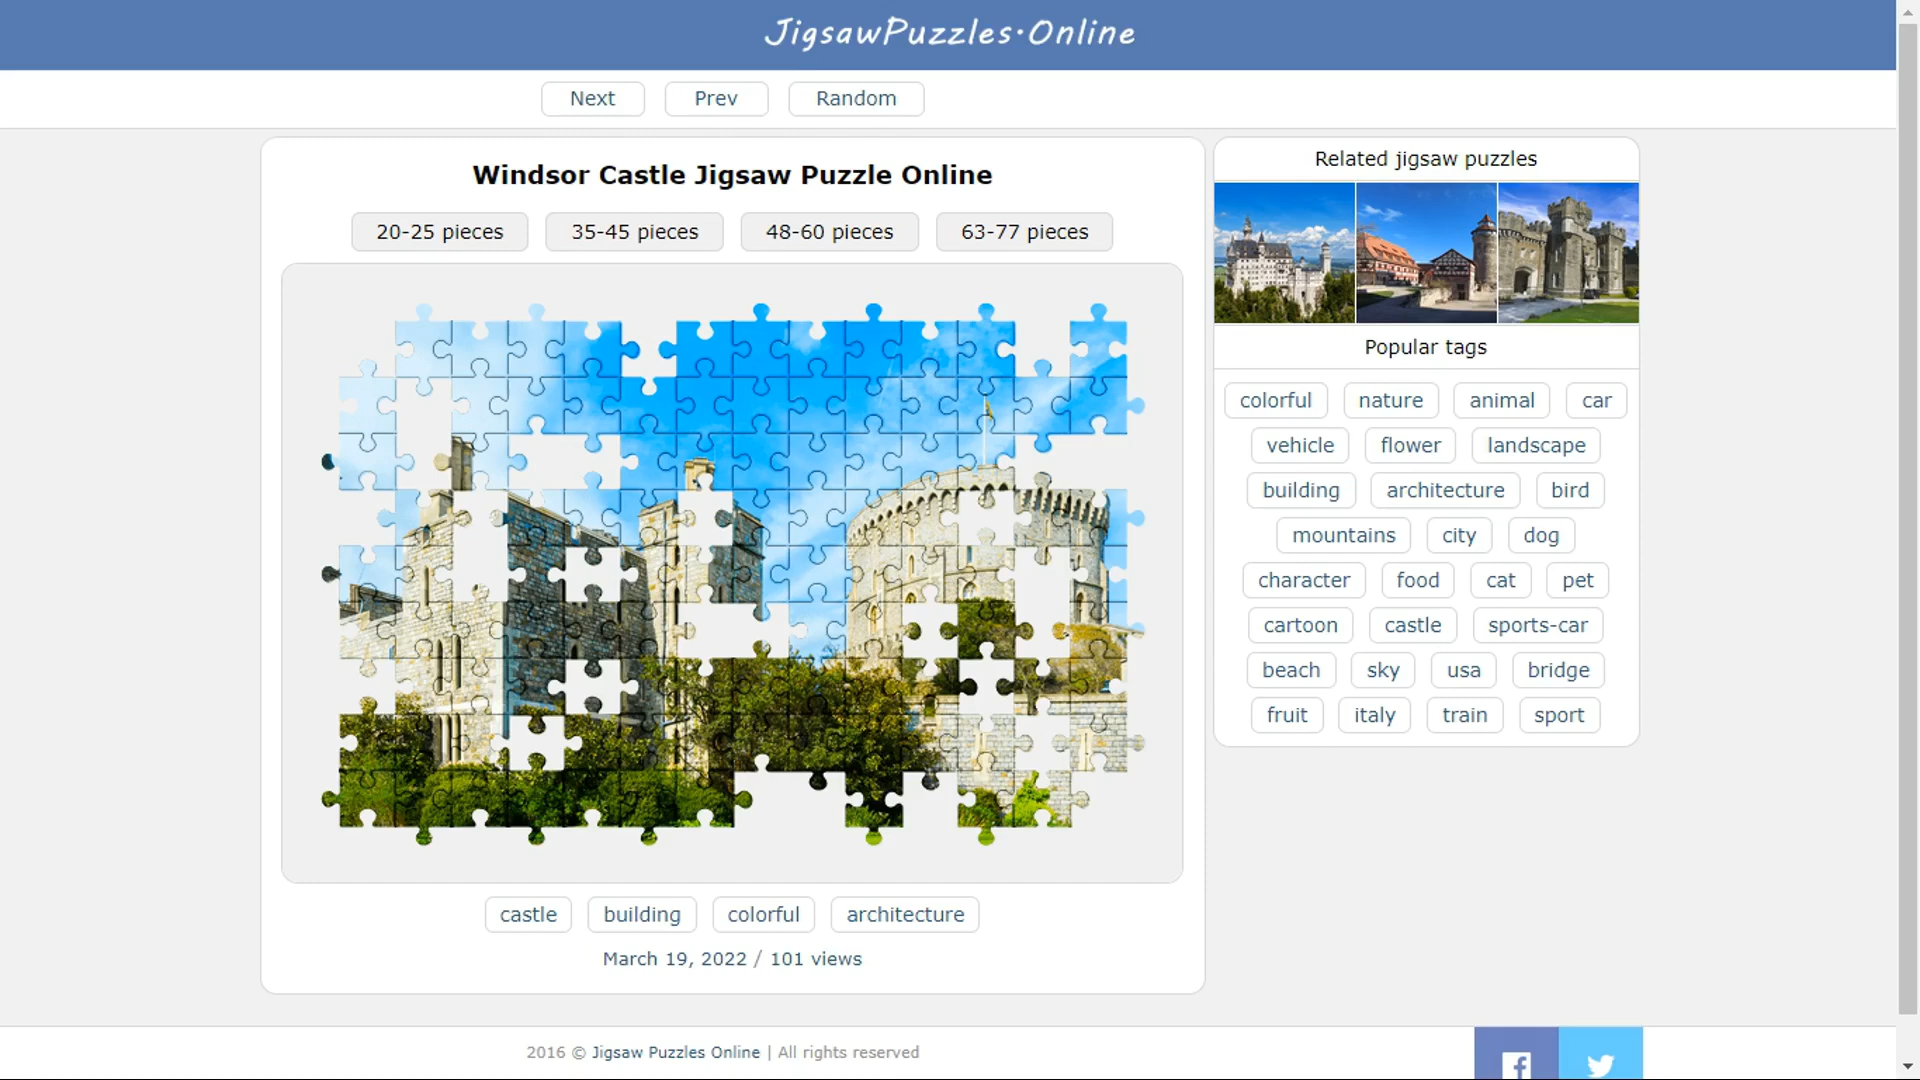 JigsawPuzzles·Online
Next Prev Random
Windsor Castle Jigsaw Puzzle Online
20-25 pieces 35-45 pieces 48-60 pieces 63-77 pieces
castle building colorful architecture
March 19, 2022 / 101 views
Related jigsaw puzzles
Popular tags
colorful nature animal car
vehicle flower landscape
building architecture bird
mountains city dog
character food cat pet
cartoon castle sports-car
beach sky usa bridge
fruit italy train sport
2016 © Jigsaw Puzzles Online | All rights reserved